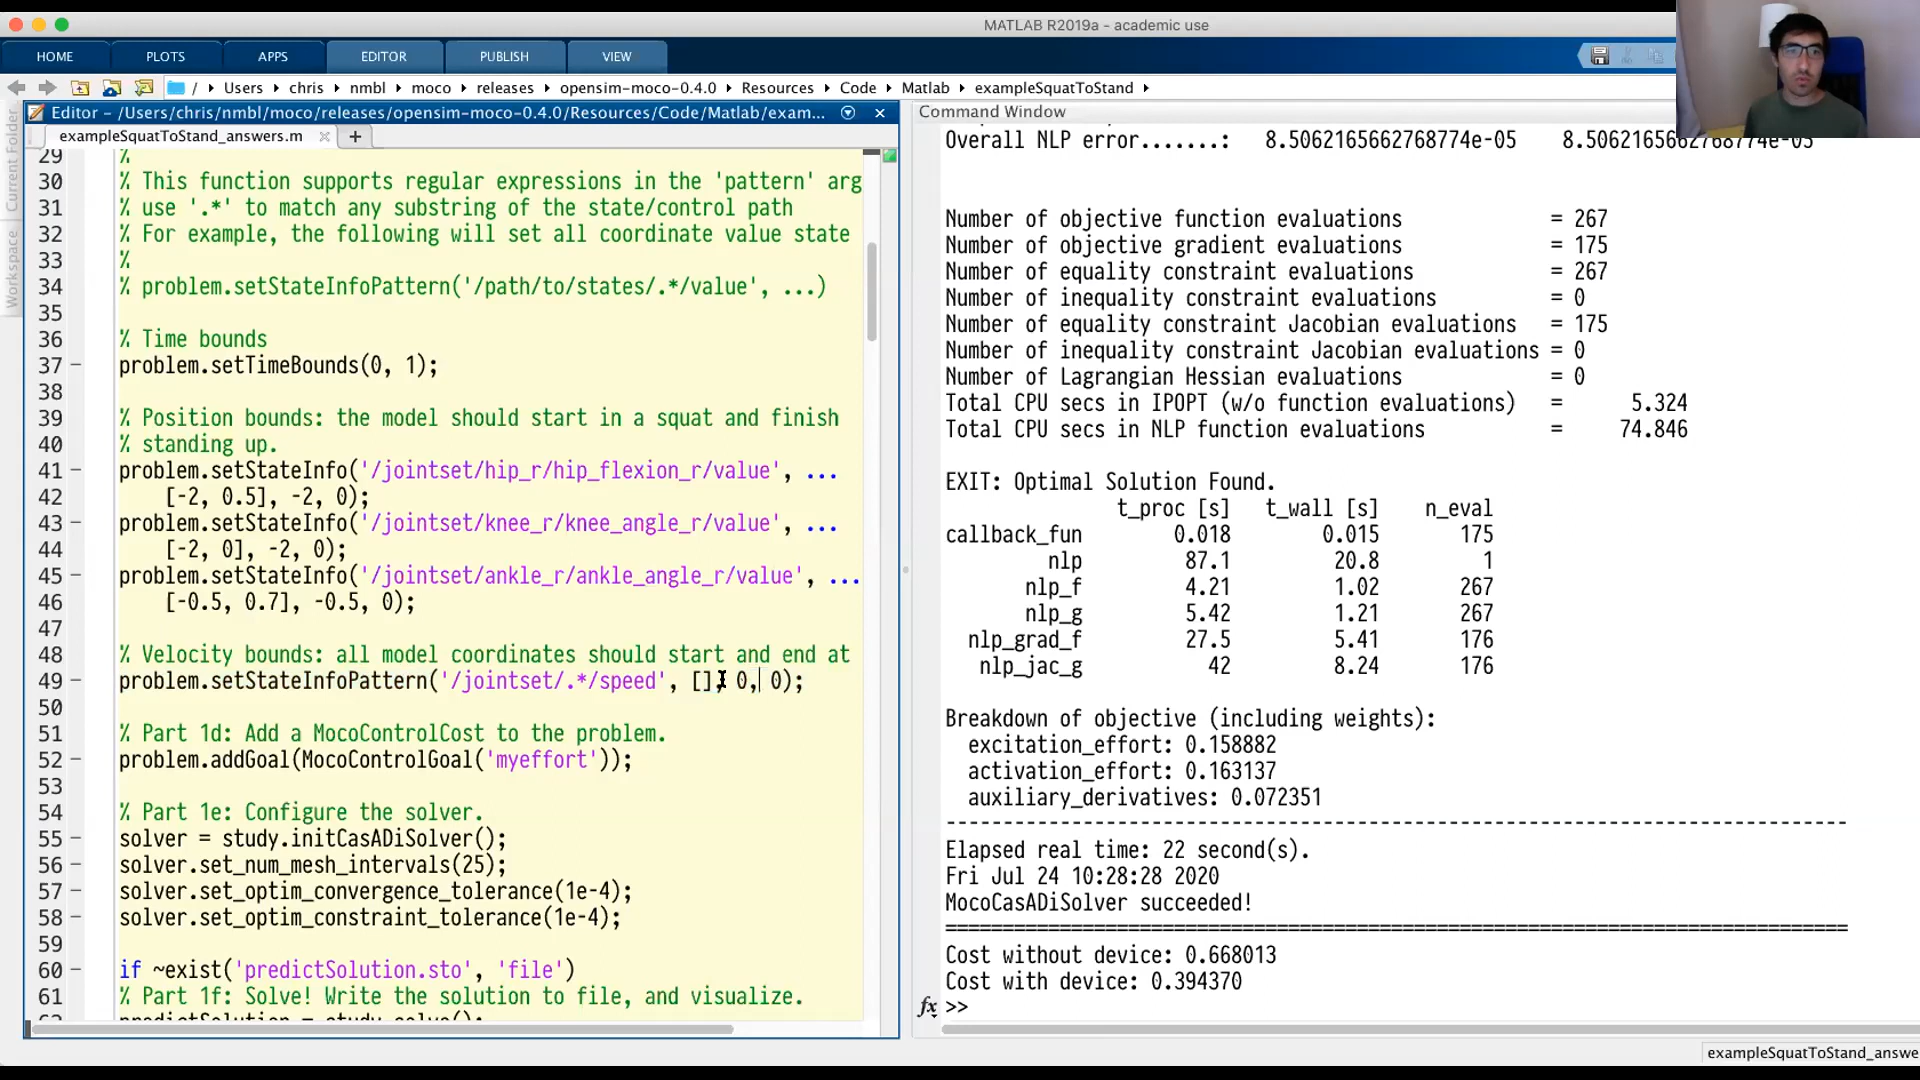 MATLAB R2019a - academic use
HOME PLOTS APPS EDITOR PUBLISH VIEW
/ Users chris nmbl moco releases opensim-moco-0.4.0 Resources Code Matlab exampleSquatToStand
Current Folder
Workspace
Editor - /Users/chris/nmbl/moco/releases/opensim-moco-0.4.0/Resources/Code/Matlab/exam...
exampleSquatToStand_answers.m × +
29 %
30 % This function supports regular expressions in the 'pattern' arg
31 % use '.*' to match any substring of the state/control path
32 % For example, the following will set all coordinate value state
33 %
34 % problem.setStateInfoPattern('/path/to/states/.*/value', ...)
35
36 % Time bounds
37 - problem.setTimeBounds(0, 1);
38
39 % Position bounds: the model should start in a squat and finish
40 % standing up.
41 - problem.setStateInfo('/jointset/hip_r/hip_flexion_r/value', ...
42 [-2, 0.5], -2, 0);
43 - problem.setStateInfo('/jointset/knee_r/knee_angle_r/value', ...
44 [-2, 0], -2, 0);
45 - problem.setStateInfo('/jointset/ankle_r/ankle_angle_r/value', ...
46 [-0.5, 0.7], -0.5, 0);
47
48 % Velocity bounds: all model coordinates should start and end at
49 - problem.setStateInfoPattern('/jointset/.*/speed', [], 0, 0);
50
51 % Part 1d: Add a MocoControlCost to the problem.
52 - problem.addGoal(MocoControlGoal('myeffort'));
53
54 % Part 1e: Configure the solver.
55 - solver = study.initCasADiSolver();
56 - solver.set_num_mesh_intervals(25);
57 - solver.set_optim_convergence_tolerance(1e-4);
58 - solver.set_optim_constraint_tolerance(1e-4);
59
60 - if ~exist('predictSolution.sto', 'file')
61 % Part 1f: Solve! Write the solution to file, and visualize.
predictSolution = study.solve();
Command Window
Overall NLP error.......: 8.5062165662768774e-05 8.5062165662768774e-05
Number of objective function evaluations = 267
Number of objective gradient evaluations = 175
Number of equality constraint evaluations = 267
Number of inequality constraint evaluations = 0
Number of equality constraint Jacobian evaluations = 175
Number of inequality constraint Jacobian evaluations = 0
Number of Lagrangian Hessian evaluations = 0
Total CPU secs in IPOPT (w/o function evaluations) = 5.324
Total CPU secs in NLP function evaluations = 74.846
EXIT: Optimal Solution Found.
t_proc [s] t_wall [s] n_eval
callback_fun 0.018 0.015 175
nlp 87.1 20.8 1
nlp_f 4.21 1.02 267
nlp_g 5.42 1.21 267
nlp_grad_f 27.5 5.41 176
nlp_jac_g 42 8.24 176
Breakdown of objective (including weights):
excitation_effort: 0.158882
activation_effort: 0.163137
auxiliary_derivatives: 0.072351
Elapsed real time: 22 second(s).
Fri Jul 24 10:28:28 2020
MocoCasADiSolver succeeded!
Cost without device: 0.668013
Cost with device: 0.394370
fx >>
exampleSquatToStand_answe